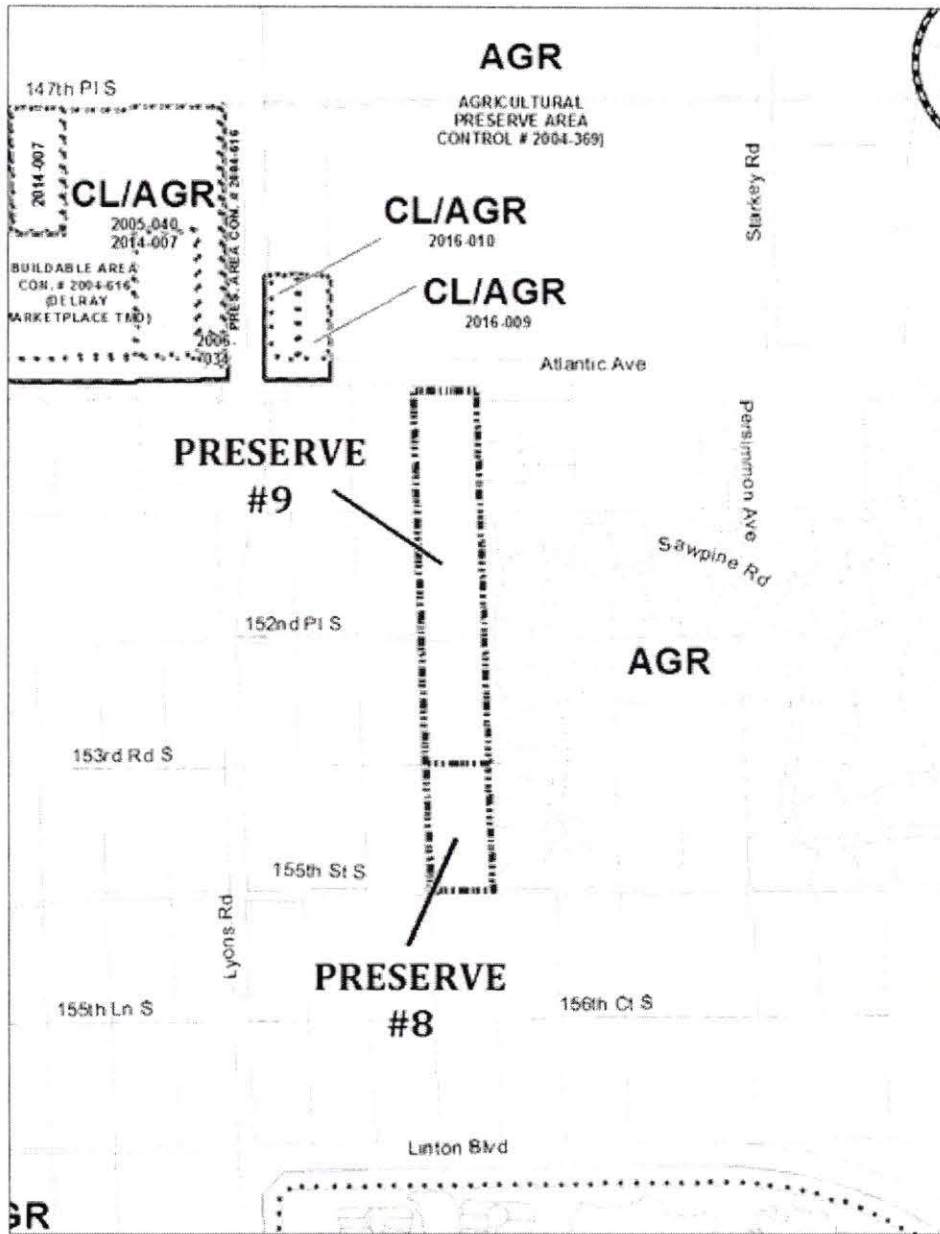 AGR
147th Pl S
AGRICULTURAL
PRESERVE AREA
CONTROL # 2004-369)
2014-007
CL/AGR
2005-040
2014-007
PRES. AREA CON. # 2004-616
CL/AGR
2016-010
Starkey Rd
BUILDABLE AREA
CON. # 2004-616
(DELRAY
MARKETPLACE TMD)
CL/AGR
2016-009
Atlantic Ave
PRESERVE
#9
Persimmon Ave
Sawpine Rd
152nd Pl S
AGR
153rd Rd S
155th St S
Lyons Rd
PRESERVE
#8
155th Ln S
156th Ct S
Linton Blvd
GR